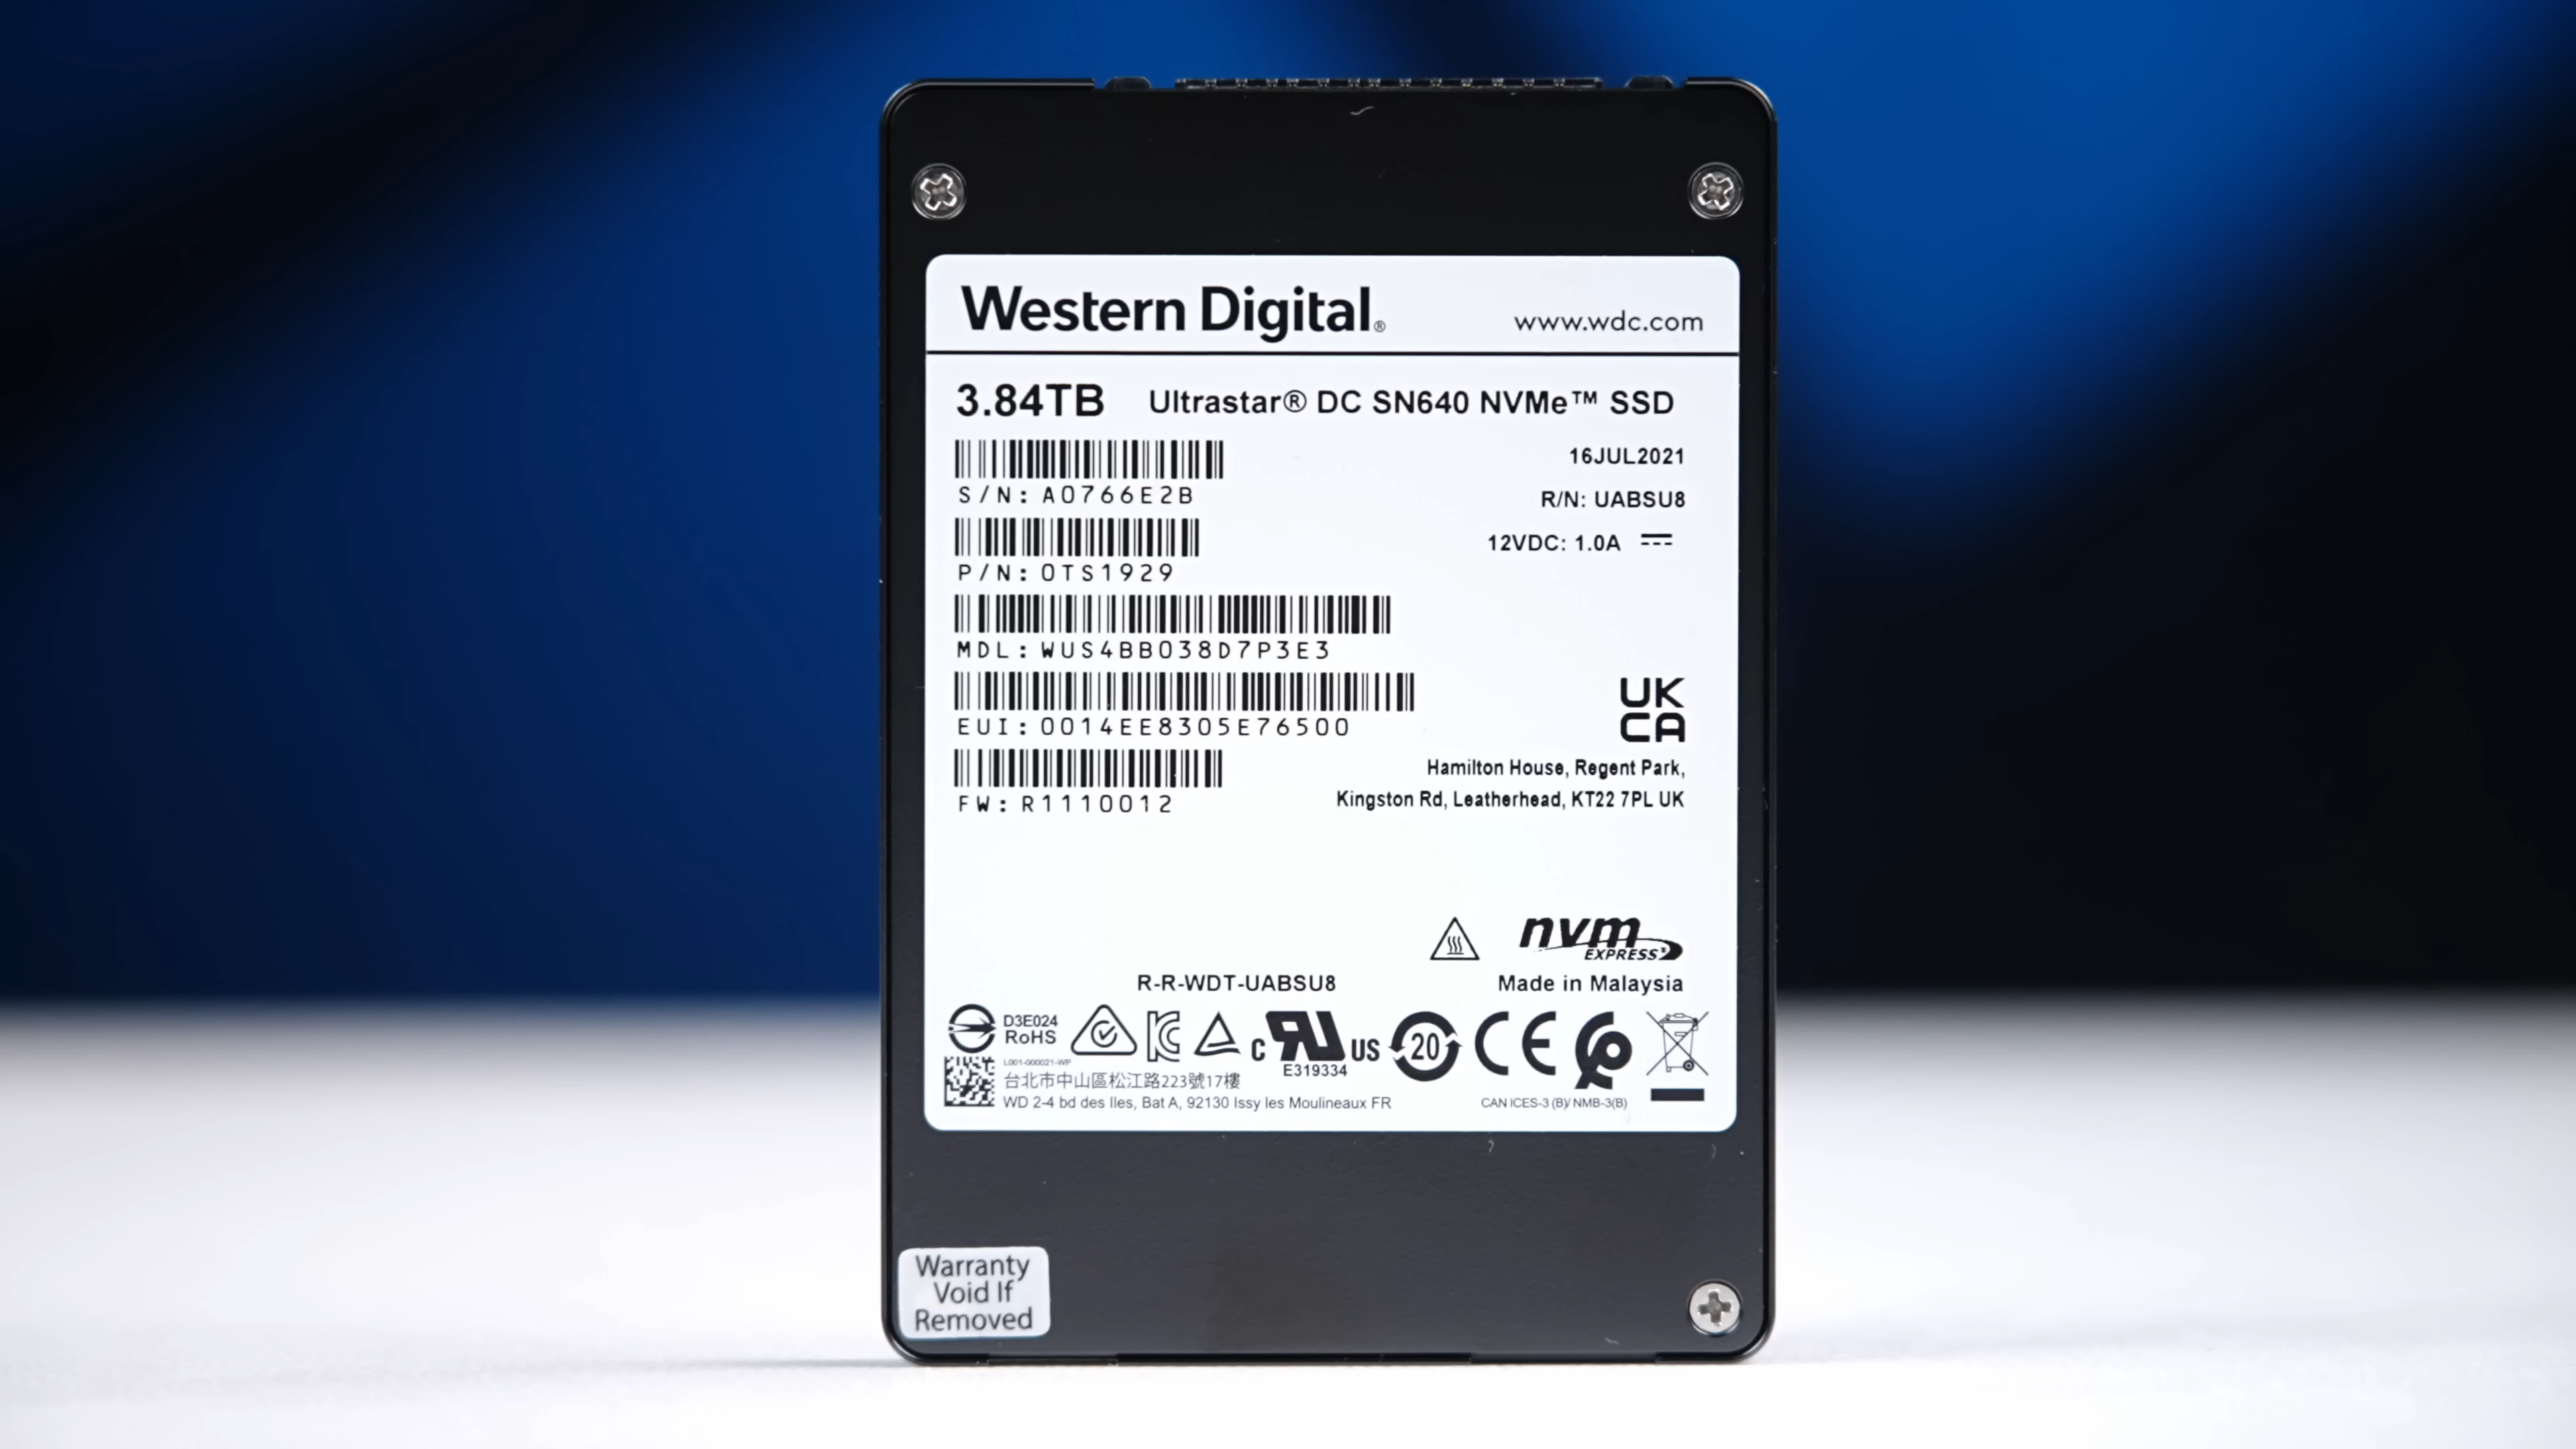 Western Digital®
www.wdc.com
3.84TB Ultrastar® DC SN640 NVMe™ SSD
16JUL2021
S/N: A0766E2B
R/N: UABSU8
12VDC: 1.0A
P/N: 0TS1929
MDL: WUS4BB038D7P3E3
EUI: 0014EE8305E76500
UK
CA
FW: R1110012
Hamilton House, Regent Park,
Kingston Rd, Leatherhead, KT22 7PL UK
nvm
EXPRESS®
R-R-WDT-UABSU8
Made in Malaysia
D3E024
RoHS
C RU US
E319334
20
CE
L001-000021-WP
台北市中山區松江路223號17樓
WD 2-4 bd des Iles, Bat A, 92130 Issy les Moulineaux FR
CAN ICES-3 (B)/ NMB-3(B)
Warranty
Void If
Removed